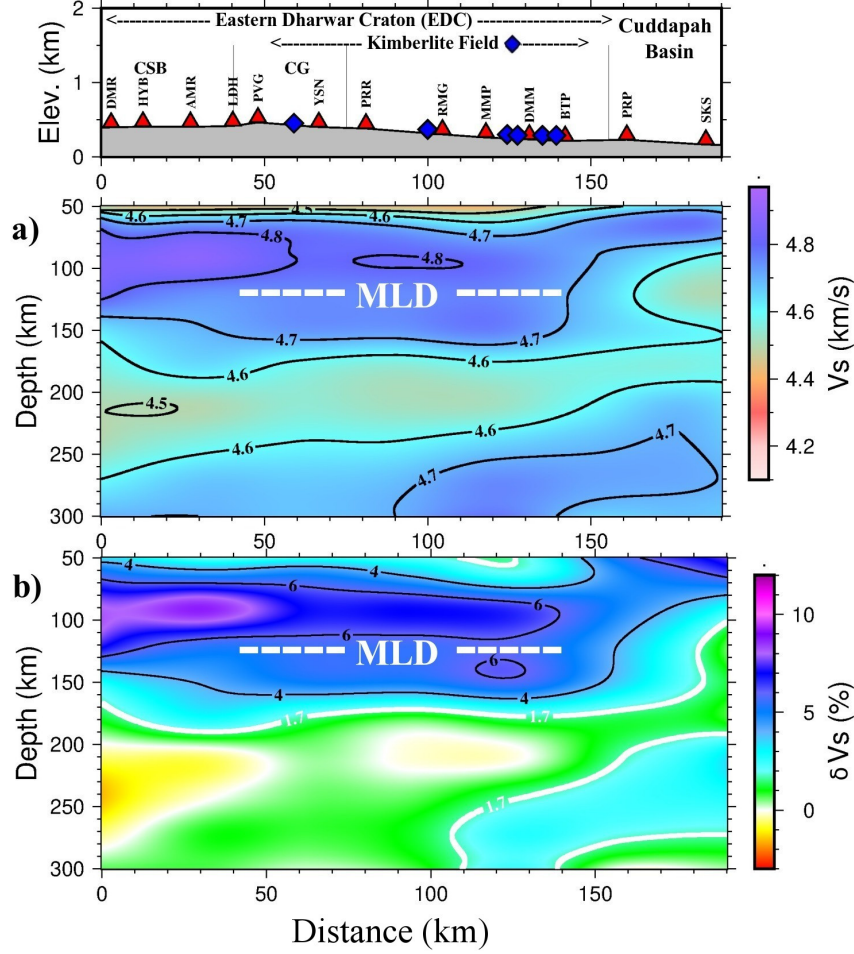 Eastern Dharwar Craton (EDC)
Kimberlite Field
Cuddapah
Basin
CSB
CG
DMR HYB AMR LDH PVG YSN PRR RMG MMP DMM BTP PRP SKS
Elev. (km)
2
1
0
0 50 100 150
a)
50
100
150
200
250
300
Depth (km)
4.5
4.6 4.7 4.6 4.7
4.8 4.8
MLD
4.7 4.7
4.6 4.6
4.5
4.6 4.6
4.7 4.7
0 50 100 150
4.8
4.6
4.4
4.2
Vs (km/s)
b)
50
100
150
200
250
300
Depth (km)
4 4
6 6
6
MLD
6
4 4
1.7 1.7
1.7
0 50 100 150
Distance (km)
10
5
0
δ Vs (%)